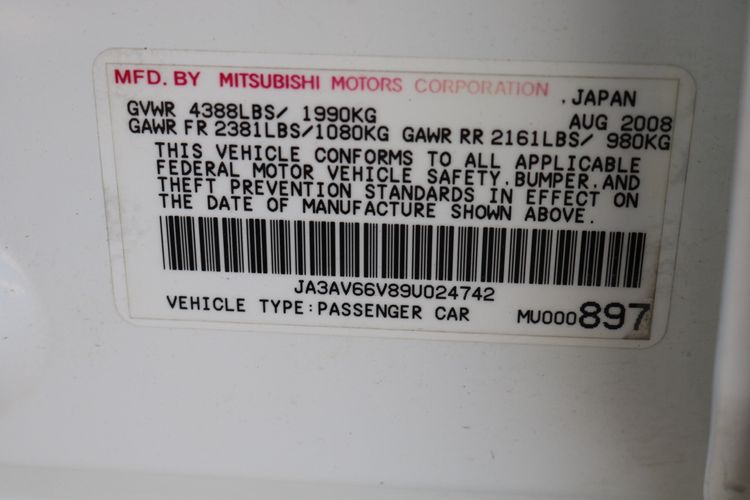 MFD. BY MITSUBISHI MOTORS CORPORATION , JAPAN
GVWR 4388LBS/ 1990KG AUG 2008
GAWR FR 2381LBS/1080KG GAWR RR 2161LBS/ 980KG
THIS VEHICLE CONFORMS TO ALL APPLICABLE
FEDERAL MOTOR VEHICLE SAFETY, BUMPER, AND
THEFT PREVENTION STANDARDS IN EFFECT ON
THE DATE OF MANUFACTURE SHOWN ABOVE.
JA3AV66V89U024742
VEHICLE TYPE:PASSENGER CAR MU000897